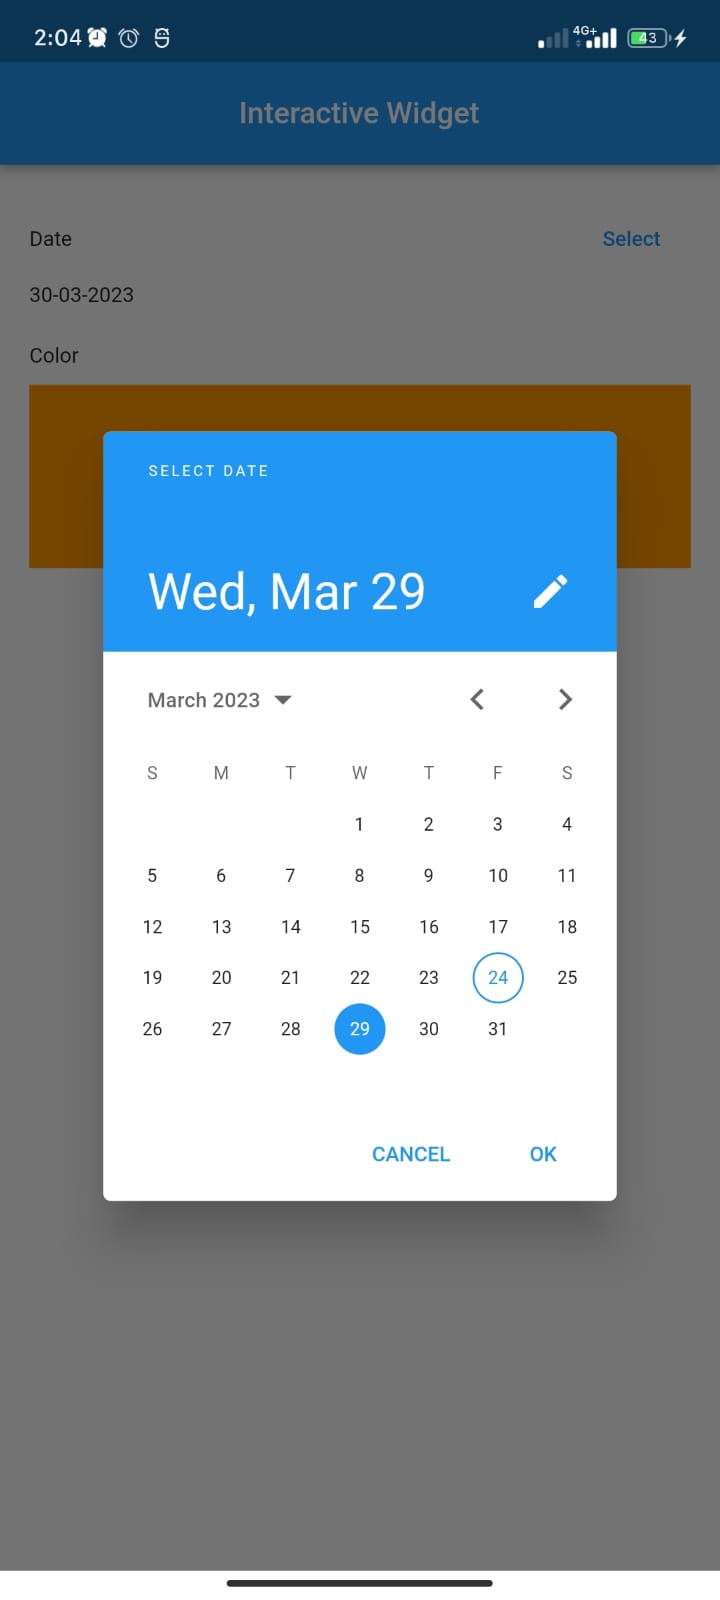 2:04 4G+ 43
Interactive Widget
Date Select
30-03-2023
Color
SELECT DATE
Wed, Mar 29
March 2023
S M T W T F S
1 2 3 4
5 6 7 8 9 10 11
12 13 14 15 16 17 18
19 20 21 22 23 24 25
26 27 28 29 30 31
CANCEL OK